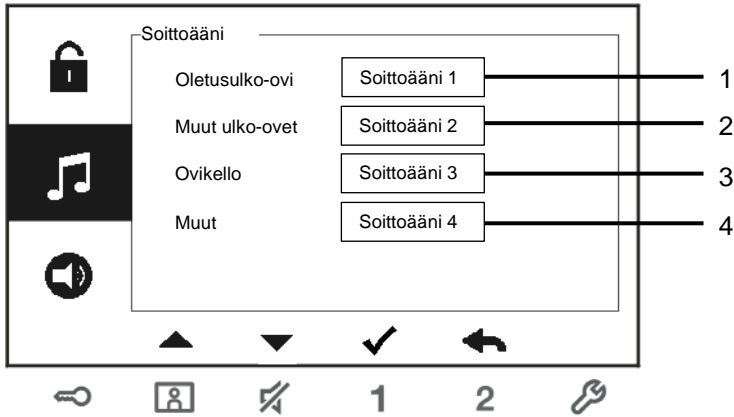 Soittoääni
Oletusulko-ovi Soittoääni 1 1
Muut ulko-ovet Soittoääni 2 2
Ovikello Soittoääni 3 3
Muut Soittoääni 4 4
1 2